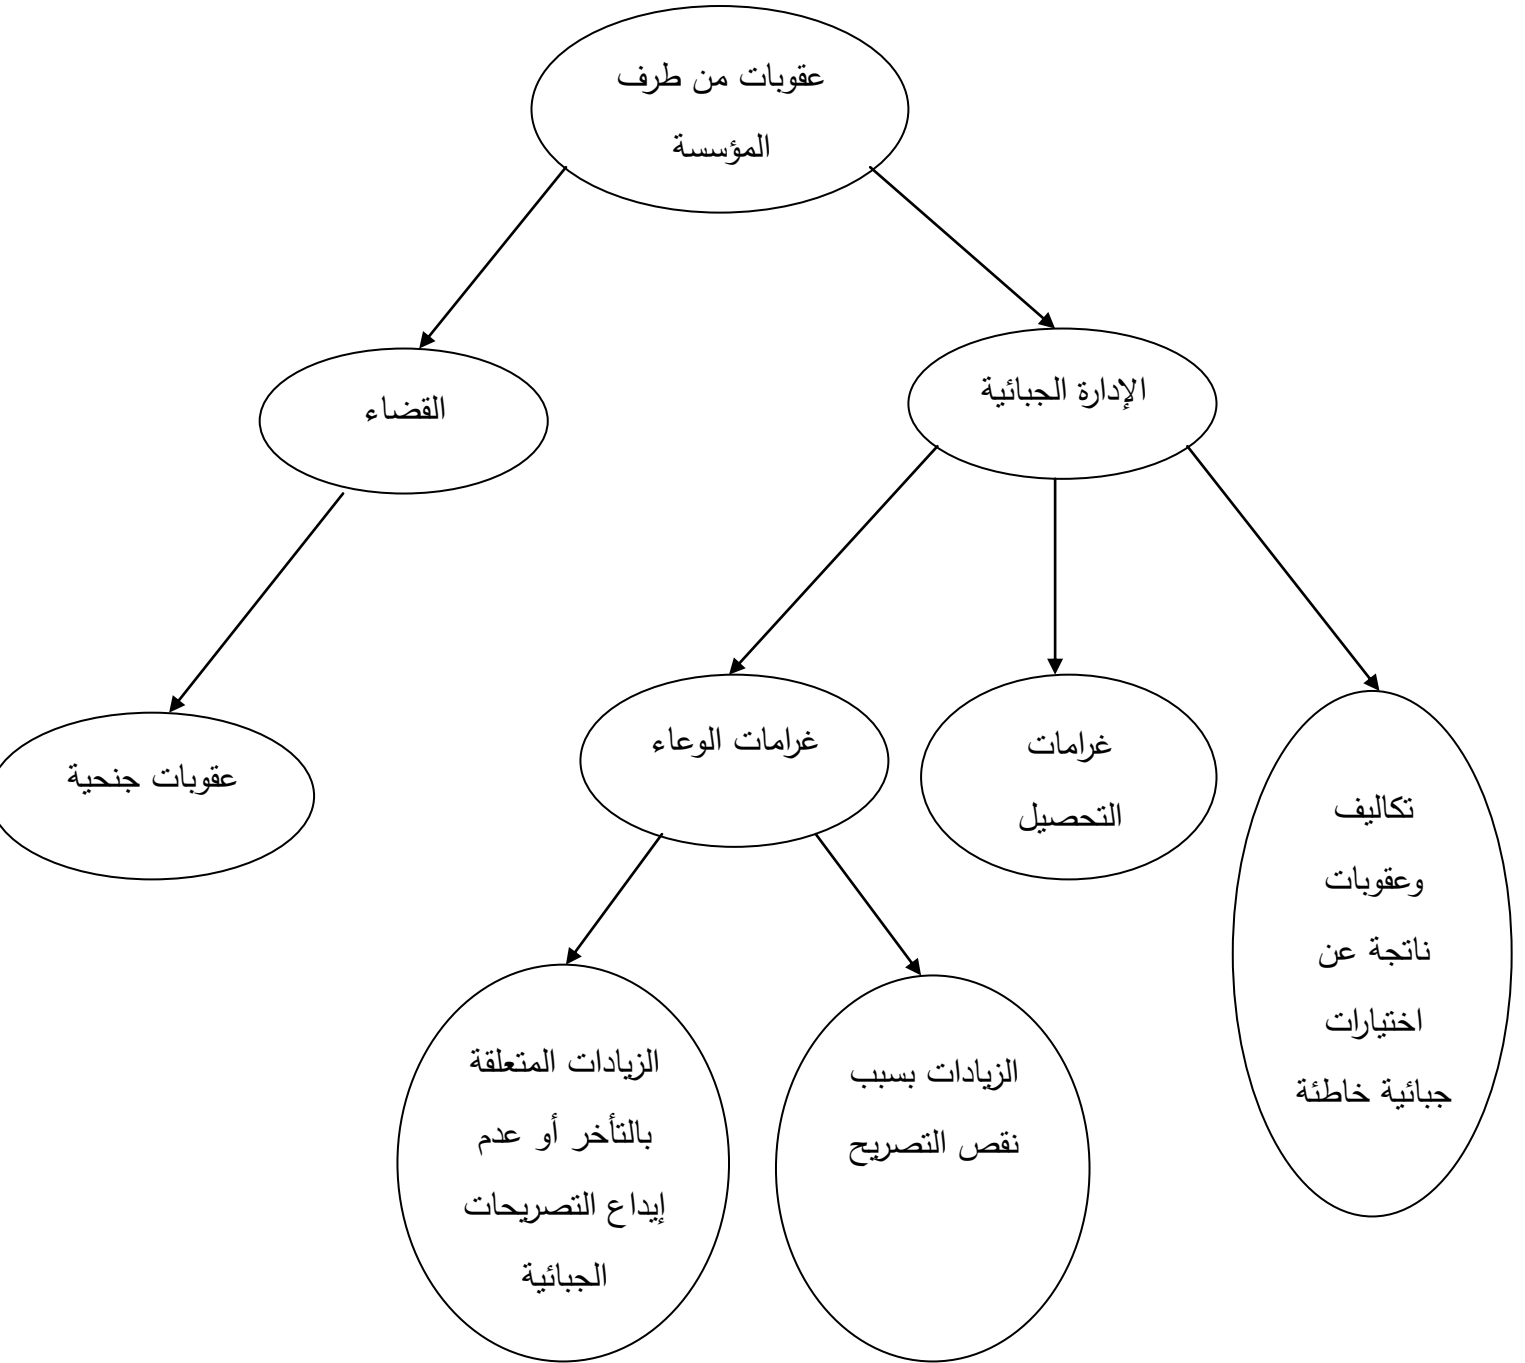 عقوبات من طرف
المؤسسة
الإدارة الجبائية
القضاء
تكاليف
وعقوبات
ناتجة عن
اختيارات
جبائية خاطئة
غرامات
التحصيل
غرامات الوعاء
عقوبات جنحية
الزيادات بسبب
نقص التصريح
الزيادات المتعلقة
بالتأخر أو عدم
إيداع التصريحات
الجبائية